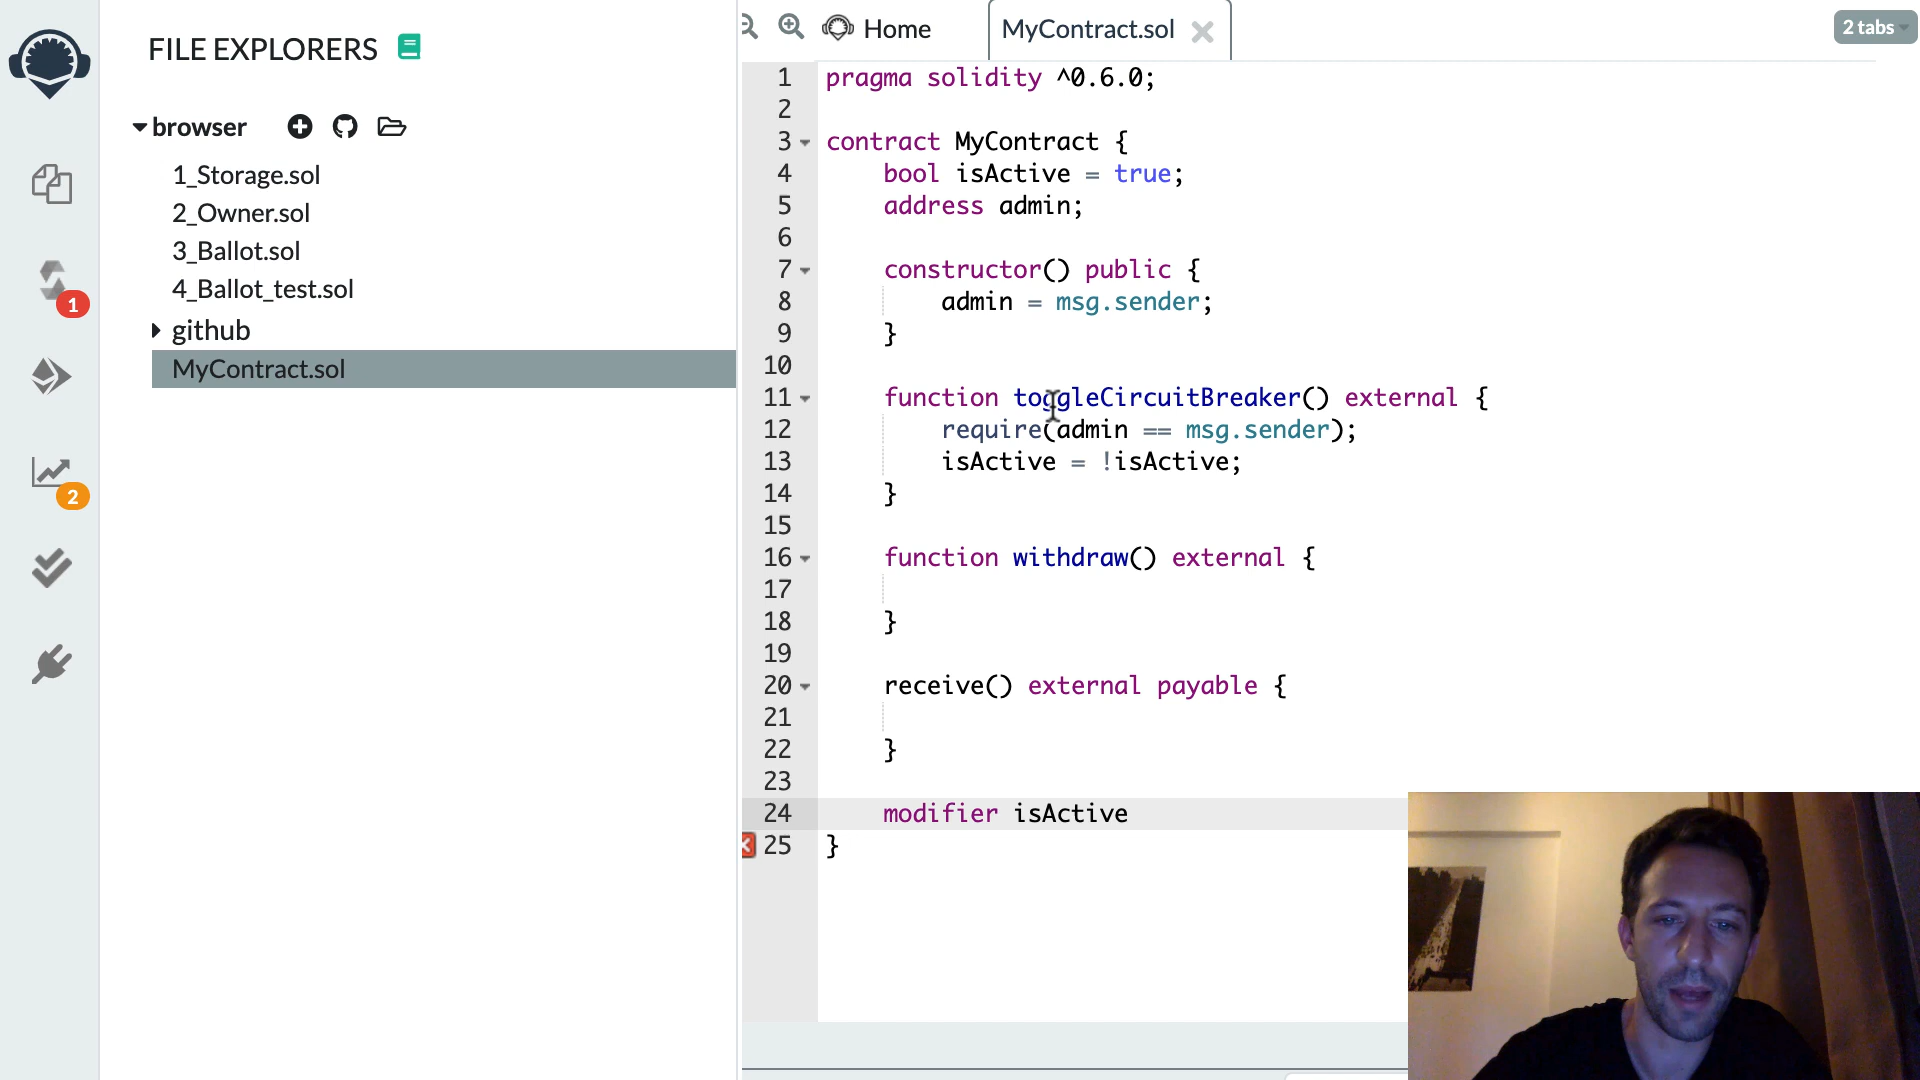 FILE EXPLORERS
browser
1_Storage.sol
2_Owner.sol
3_Ballot.sol
4_Ballot_test.sol
github
MyContract.sol
1
2
Home
MyContract.sol
2 tabs
1 pragma solidity ^0.6.0;
2
3 contract MyContract {
4 bool isActive = true;
5 address admin;
6
7 constructor() public {
8 admin = msg.sender;
9 }
10
11 function toggleCircuitBreaker() external {
12 require(admin == msg.sender);
13 isActive = !isActive;
14 }
15
16 function withdraw() external {
17
18 }
19
20 receive() external payable {
21
22 }
23
24 modifier isActive
25 }